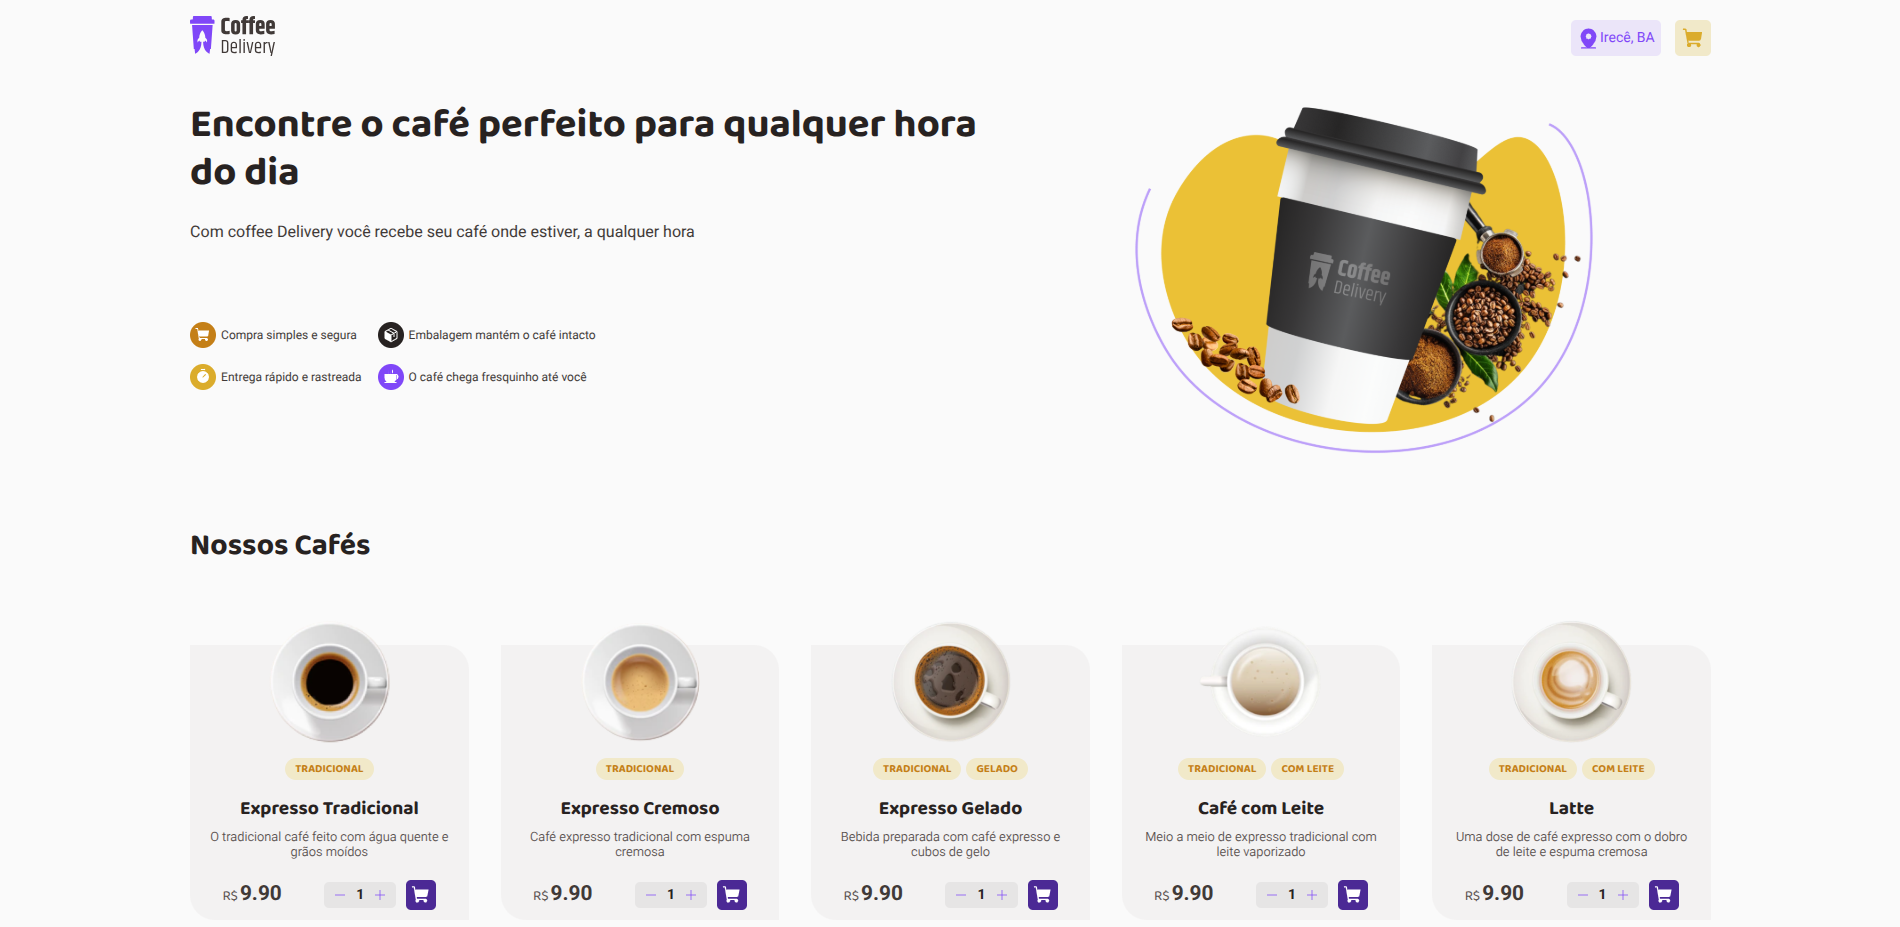 Coffee
Delivery
Irecê, BA
Encontre o café perfeito para qualquer hora
do dia
Com coffee Delivery você recebe seu café onde estiver, a qualquer hora
Compra simples e segura
Embalagem mantém o café intacto
Entrega rápido e rastreada
O café chega fresquinho até você
Coffee
Delivery
Nossos Cafés
TRADICIONAL
Expresso Tradicional
O tradicional café feito com água quente e
grãos moídos
R$ 9.90
1
TRADICIONAL
Expresso Cremoso
Café expresso tradicional com espuma
cremosa
R$ 9.90
1
TRADICIONAL GELADO
Expresso Gelado
Bebida preparada com café expresso e
cubos de gelo
R$ 9.90
1
TRADICIONAL COM LEITE
Café com Leite
Meio a meio de expresso tradicional com
leite vaporizado
R$ 9.90
1
TRADICIONAL COM LEITE
Latte
Uma dose de café expresso com o dobro
de leite e espuma cremosa
R$ 9.90
1